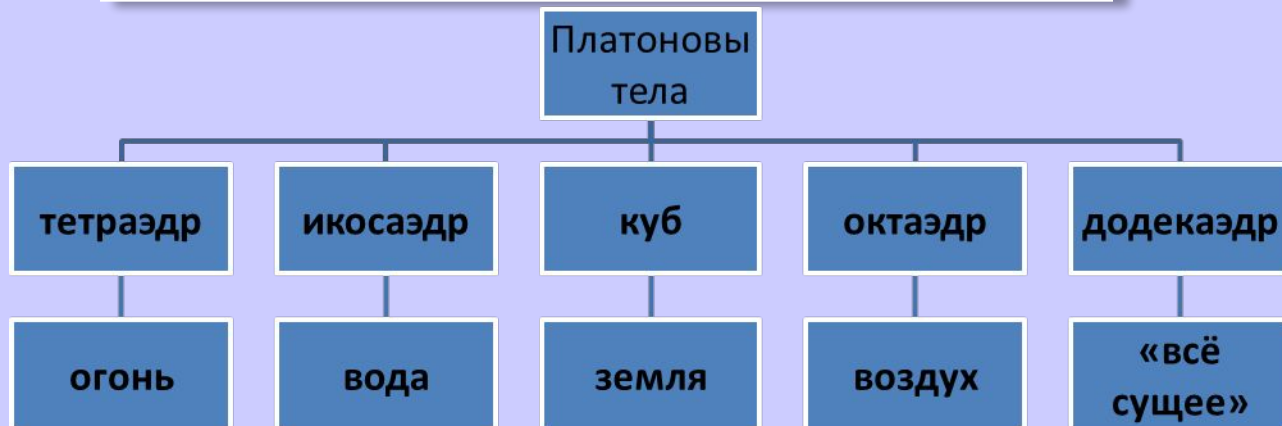 Платоновы
тела
тетраэдр
икосаэдр
куб
октаэдр
додекаэдр
огонь
вода
земля
воздух
«всё
сущее»